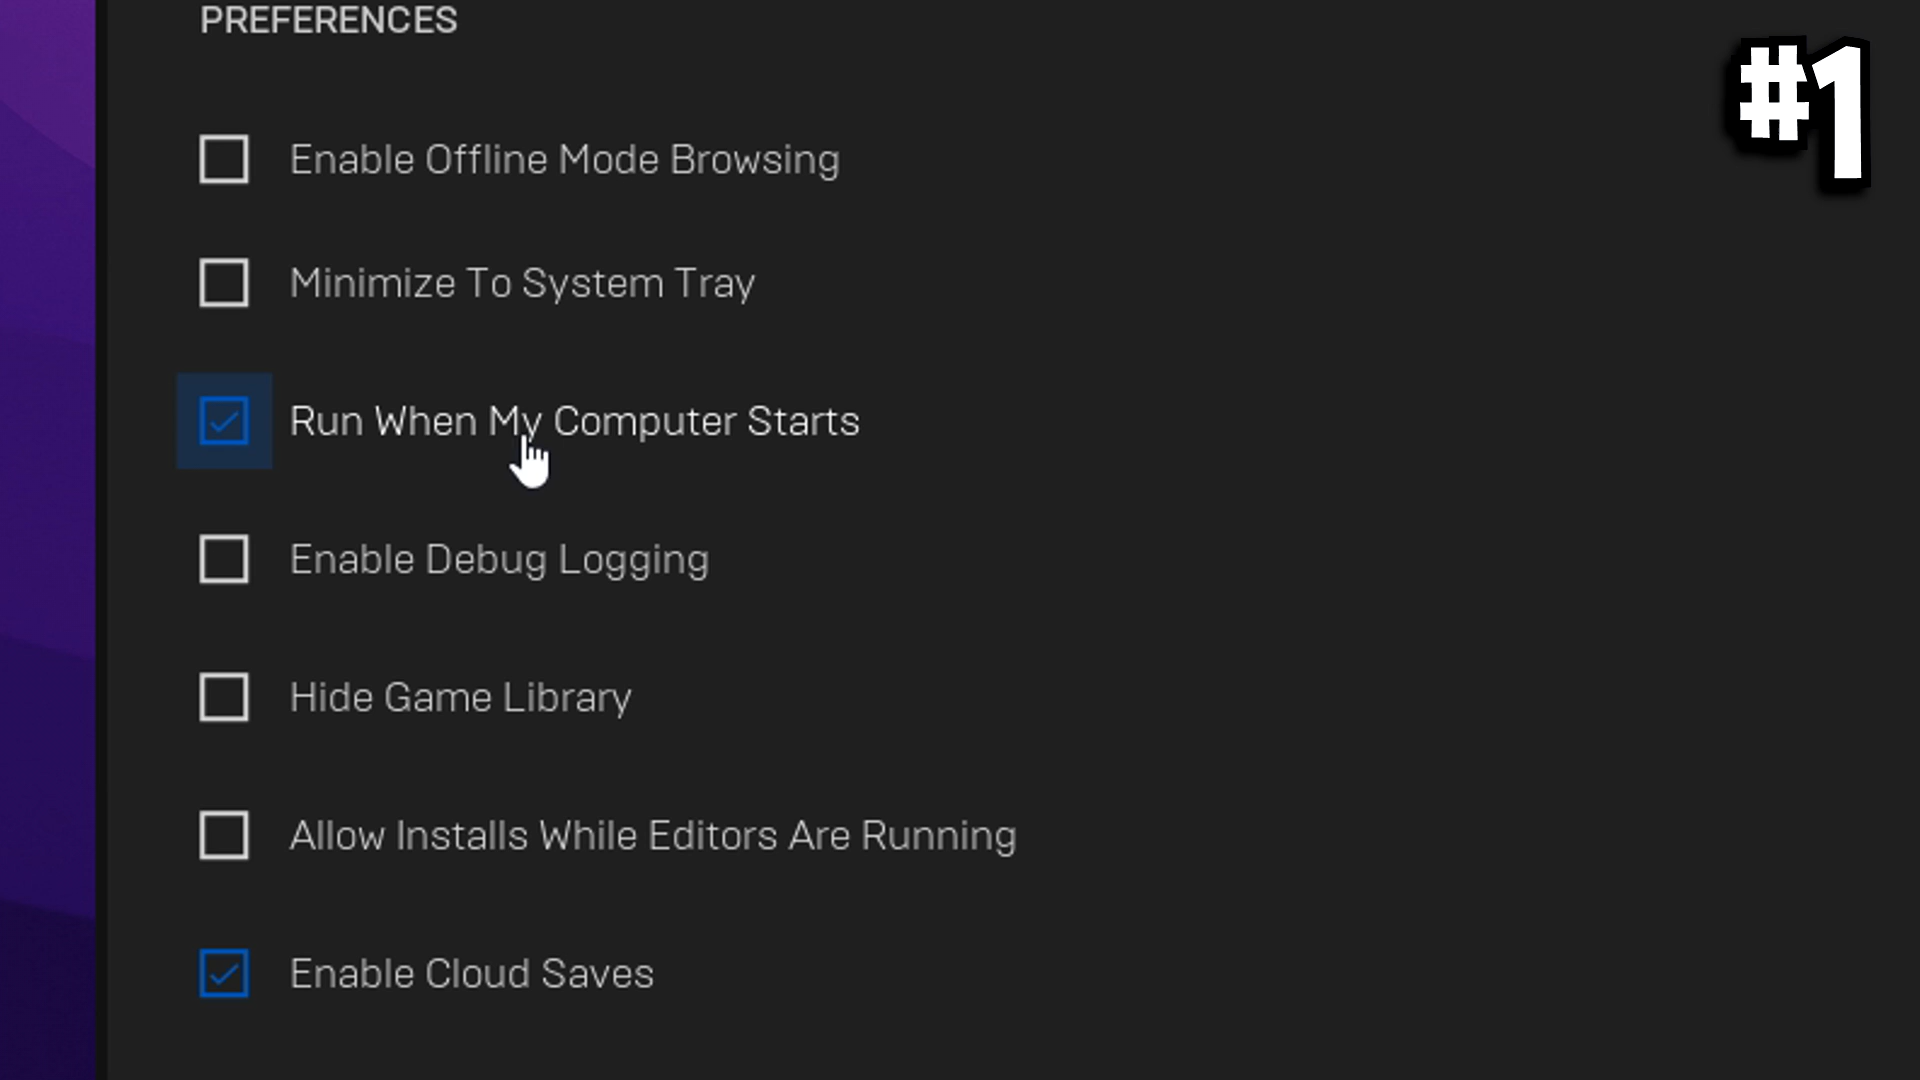 PREFERENCES
#1
Enable Offline Mode Browsing
Minimize To System Tray
Run When My Computer Starts
Enable Debug Logging
Hide Game Library
Allow Installs While Editors Are Running
Enable Cloud Saves